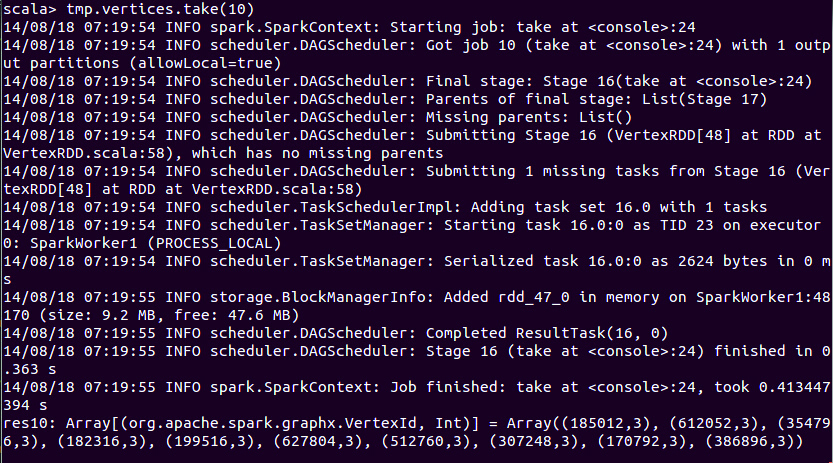 scala> tmp.vertices.take(10)
14/08/18 07:19:54 INFO spark.SparkContext: Starting job: take at <console>:24
14/08/18 07:19:54 INFO scheduler.DAGScheduler: Got job 10 (take at <console>:24) with 1 outp
ut partitions (allowLocal=true)
14/08/18 07:19:54 INFO scheduler.DAGScheduler: Final stage: Stage 16(take at <console>:24)
14/08/18 07:19:54 INFO scheduler.DAGScheduler: Parents of final stage: List(Stage 17)
14/08/18 07:19:54 INFO scheduler.DAGScheduler: Missing parents: List()
14/08/18 07:19:54 INFO scheduler.DAGScheduler: Submitting Stage 16 (VertexRDD[48] at RDD at
VertexRDD.scala:58), which has no missing parents
14/08/18 07:19:54 INFO scheduler.DAGScheduler: Submitting 1 missing tasks from Stage 16 (Ver
texRDD[48] at RDD at VertexRDD.scala:58)
14/08/18 07:19:54 INFO scheduler.TaskSchedulerImpl: Adding task set 16.0 with 1 tasks
14/08/18 07:19:54 INFO scheduler.TaskSetManager: Starting task 16.0:0 as TID 23 on executor
0: SparkWorker1 (PROCESS_LOCAL)
14/08/18 07:19:54 INFO scheduler.TaskSetManager: Serialized task 16.0:0 as 2624 bytes in 0 m
s
14/08/18 07:19:55 INFO storage.BlockManagerInfo: Added rdd_47_0 in memory on SparkWorker1:48
170 (size: 9.2 MB, free: 47.6 MB)
14/08/18 07:19:55 INFO scheduler.DAGScheduler: Completed ResultTask(16, 0)
14/08/18 07:19:55 INFO scheduler.DAGScheduler: Stage 16 (take at <console>:24) finished in 0
.363 s
14/08/18 07:19:55 INFO spark.SparkContext: Job finished: take at <console>:24, took 0.413447
394 s
res10: Array[(org.apache.spark.graphx.VertexId, Int)] = Array((185012,3), (612052,3), (35479
6,3), (182316,3), (199516,3), (627804,3), (512760,3), (307248,3), (170792,3), (386896,3))